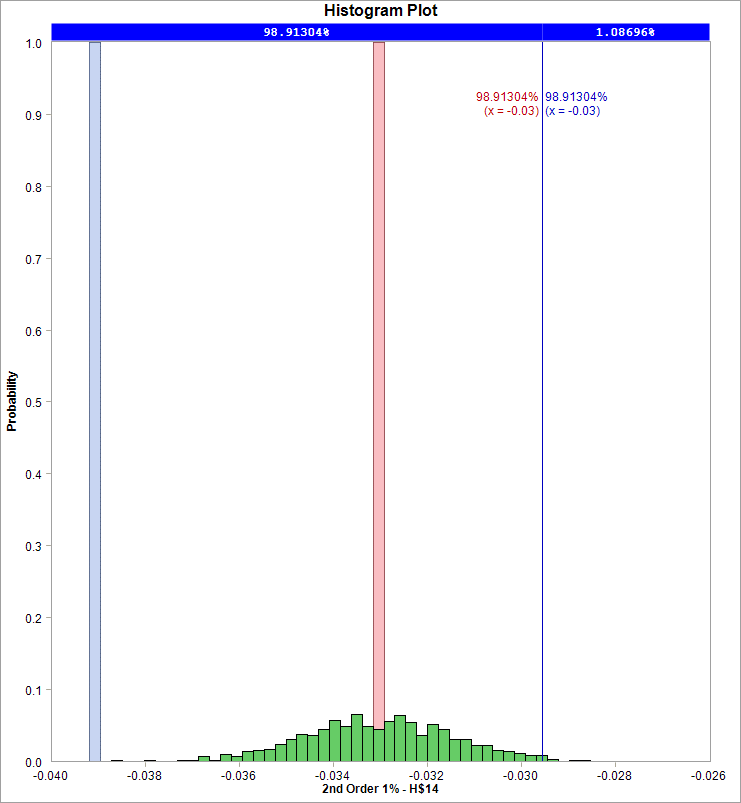 Histogram Plot
98.91304% 1.08696%
98.91304% 98.91304%
(x = -0.03) (x = -0.03)
1.0
0.9
0.8
0.7
0.6
0.5
0.4
0.3
0.2
0.1
0.0
Probability
-0.040 -0.038 -0.036 -0.034 -0.032 -0.030 -0.028 -0.026
2nd Order 1% - H$14